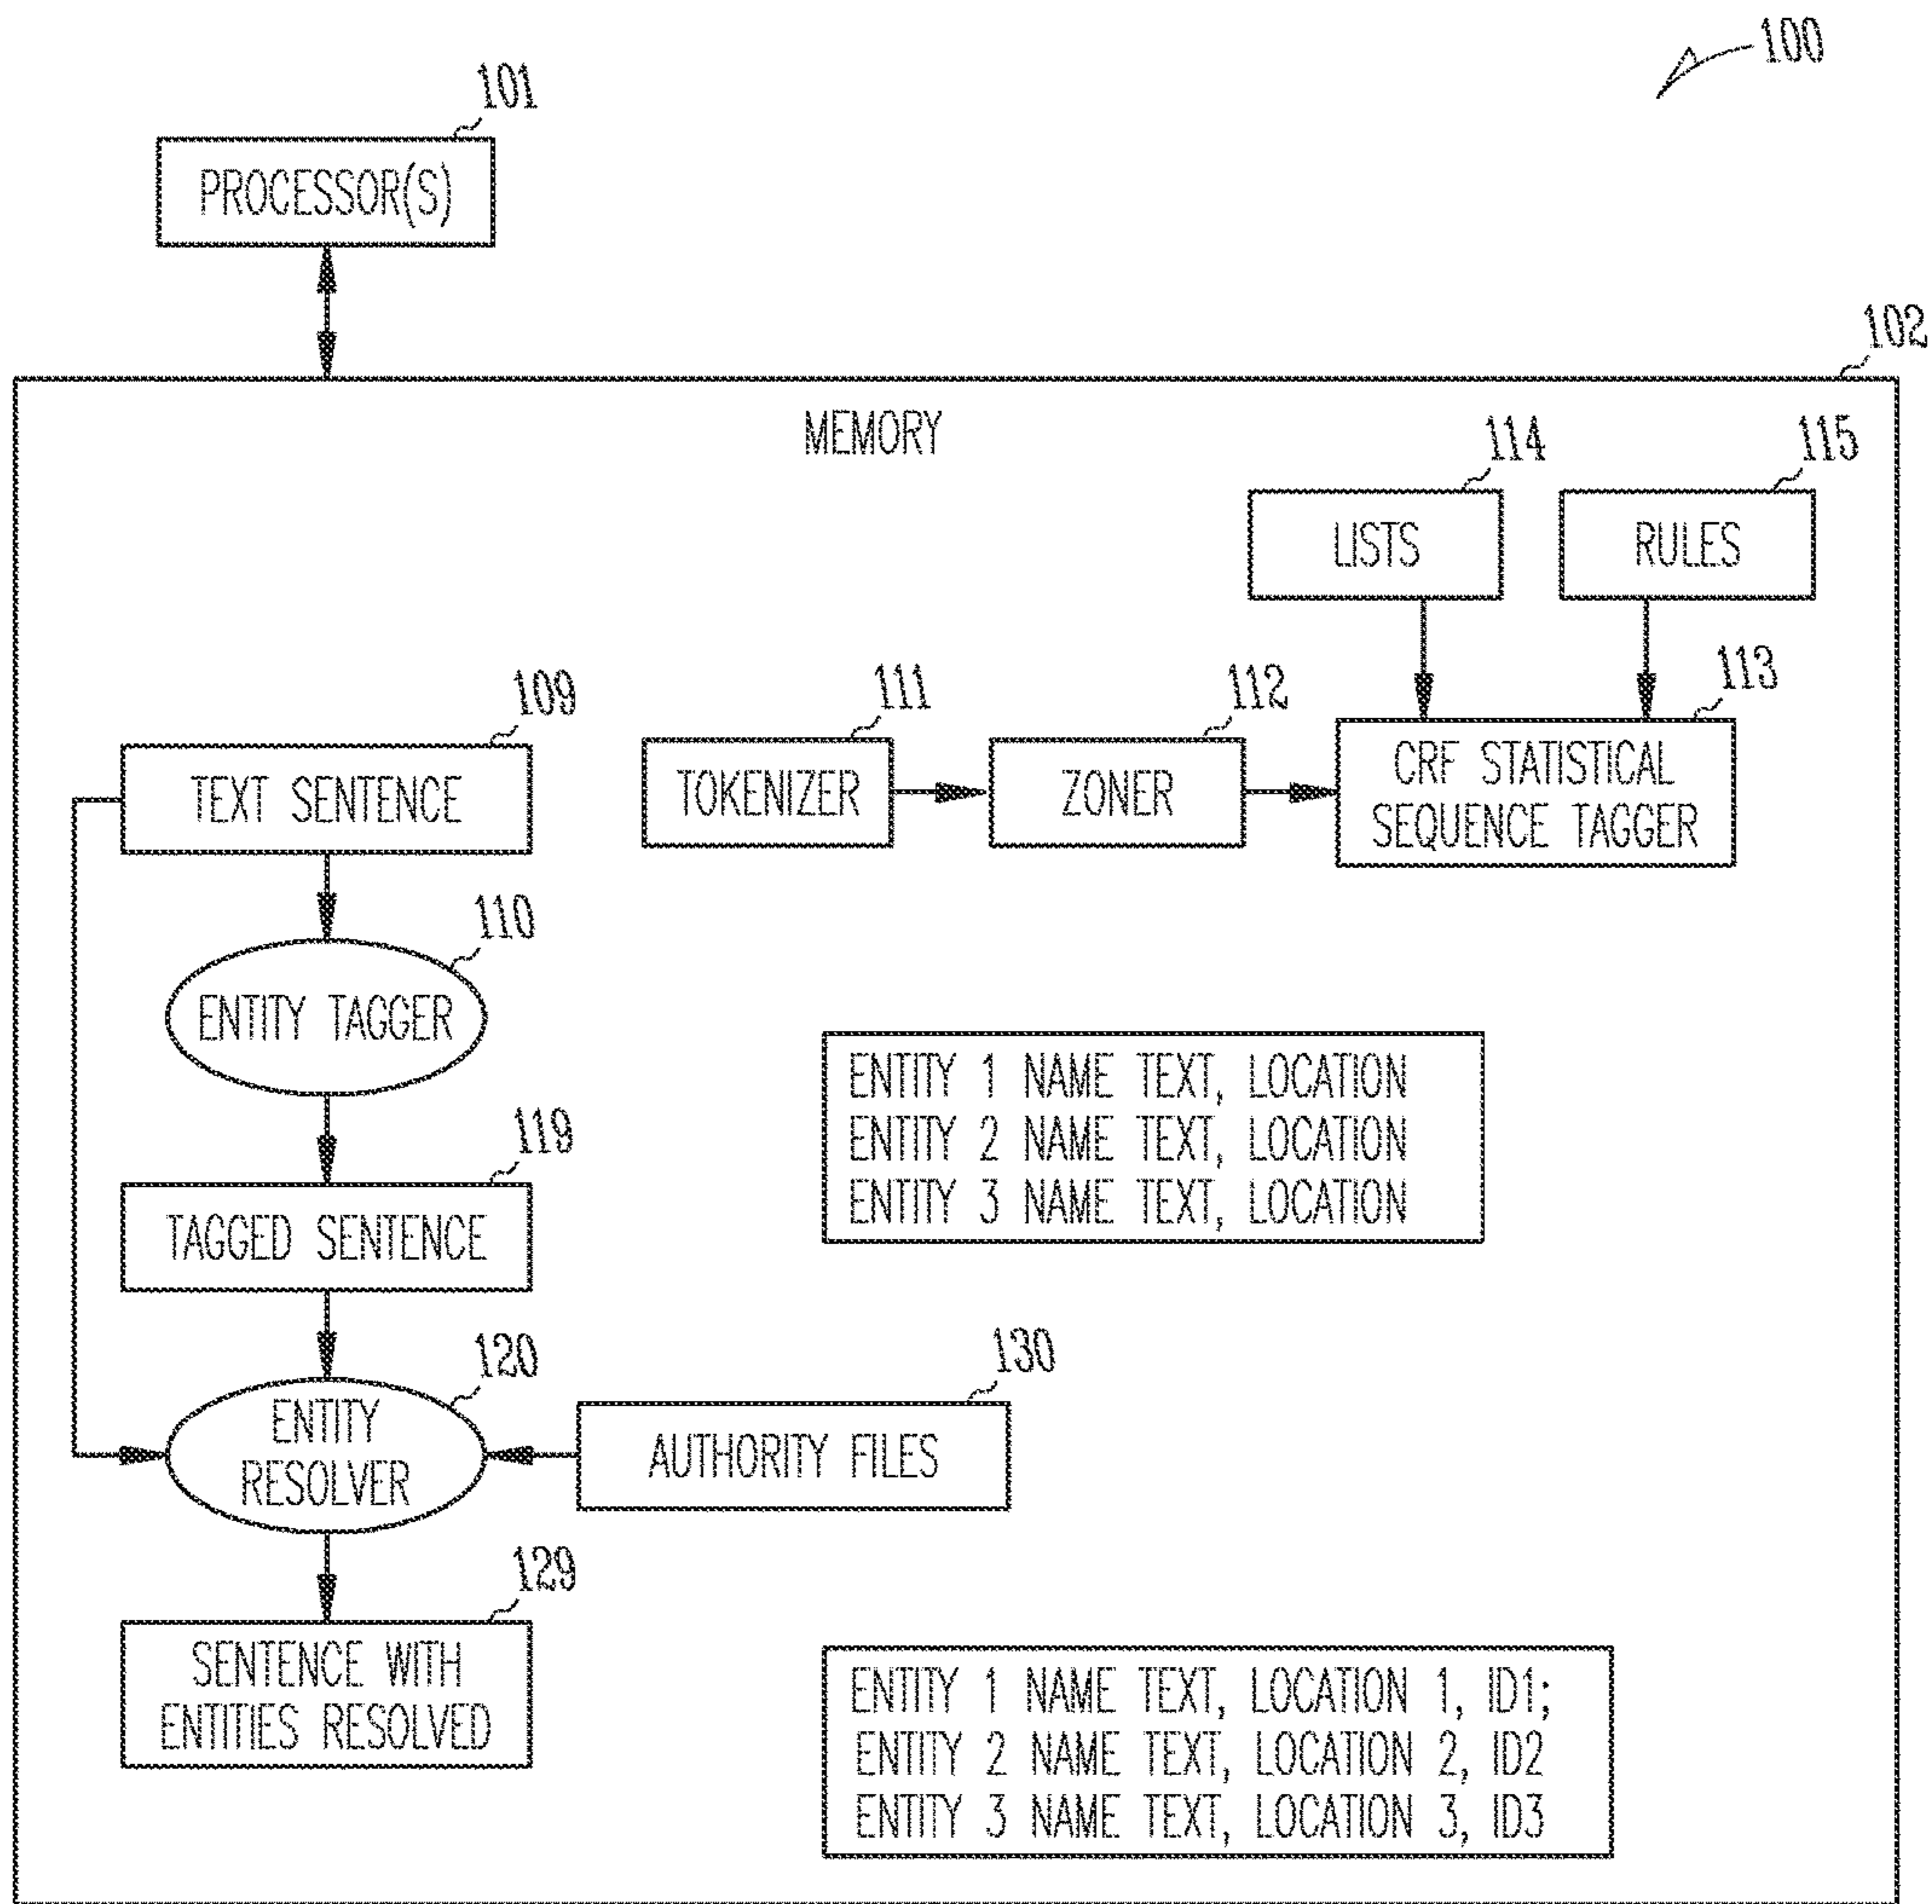 100
101
PROCESSOR(S)
102
MEMORY
114
115
LISTS
RULES
109
111
112
113
TEXT SENTENCE
TOKENIZER
ZONER
CRF STATISTICAL
SEQUENCE TAGGER
110
ENTITY TAGGER
ENTITY 1 NAME TEXT, LOCATION
ENTITY 2 NAME TEXT, LOCATION
ENTITY 3 NAME TEXT, LOCATION
119
TAGGED SENTENCE
120
130
ENTITY
RESOLVER
AUTHORITY FILES
129
SENTENCE WITH
ENTITIES RESOLVED
ENTITY 1 NAME TEXT, LOCATION 1, ID1;
ENTITY 2 NAME TEXT, LOCATION 2, ID2
ENTITY 3 NAME TEXT, LOCATION 3, ID3